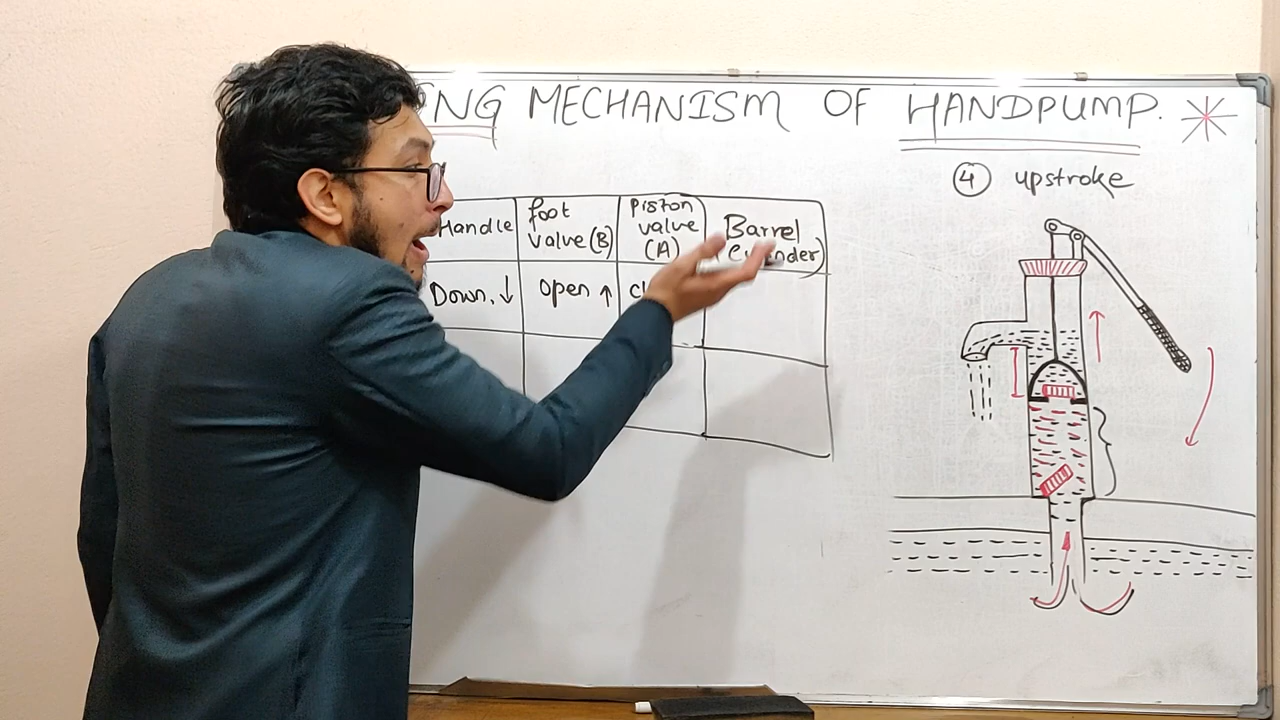 MECHANISM OF HANDPUMP.
④ upstroke
Handle
foot valve (B)
Piston valve (A)
Barrel
Down. ↓
Open ↑